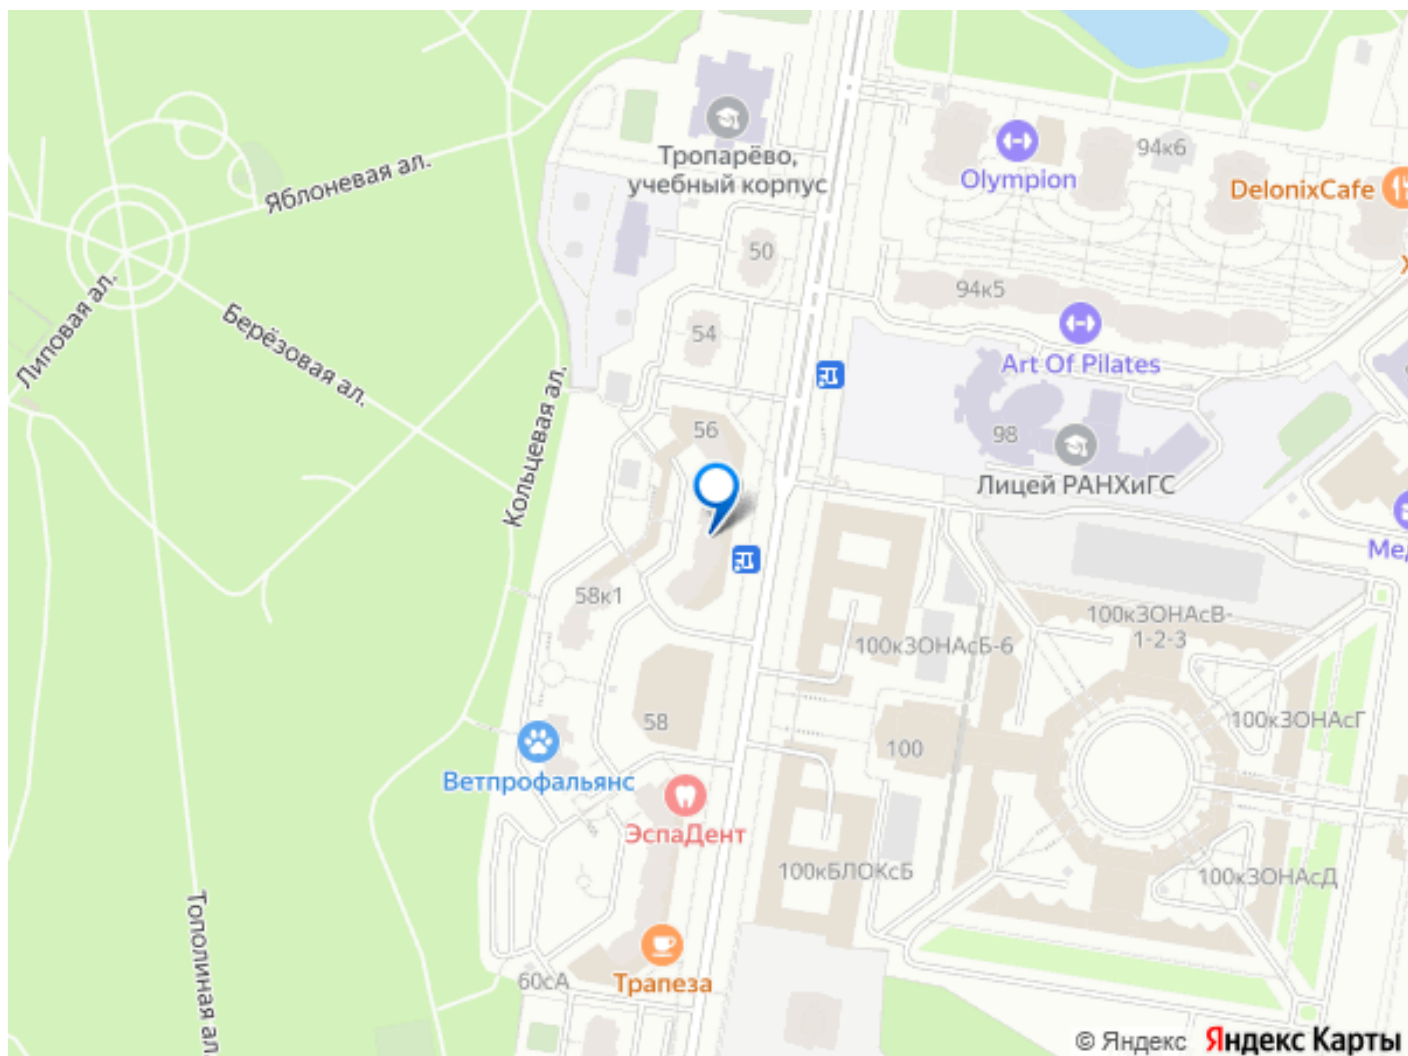 Тропарёво,
учебный корпус
Olympion
94к6
DelonixCafe
Яблоневая ал.
50
94к5
Липовая ал.
Берёзовая ал.
54
Art Of Pilates
Кольцевая ал.
56
98
Лицей РАНХиГС
Мед
58к1
100кЗОНАсБ-6
100кЗОНАсВ-
1-2-3
58
100
100кЗОНАсГ
Ветпрофальянс
ЭспаДент
100кБЛОКсБ
100кЗОНАсД
Тополиная ал.
60сА
Трапеза
© Яндекс Яндекс Карты